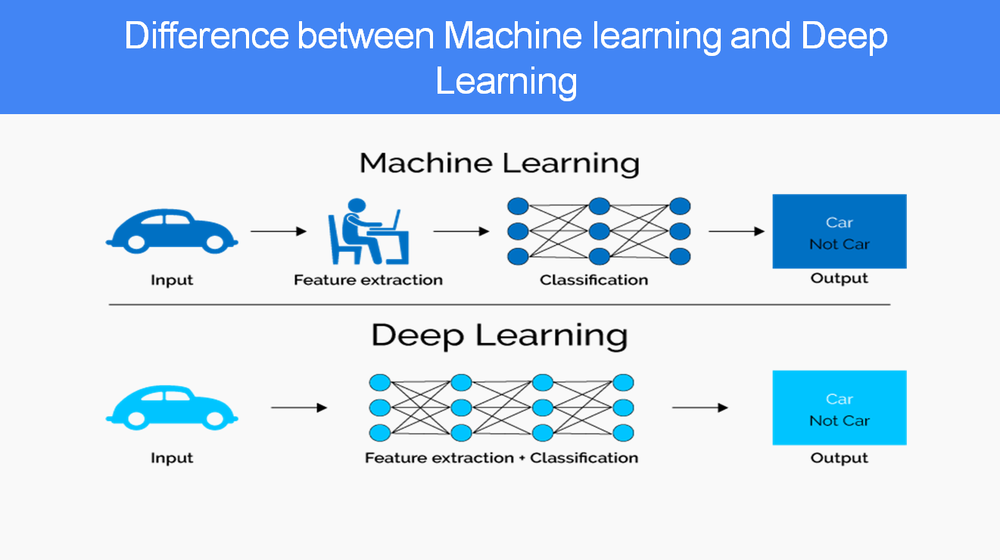 Difference between Machine learning and Deep
Learning
Machine Learning
Car
Not Car
Input
Feature extraction
Classification
Output
Deep Learning
Car
Not Car
Input
Feature extraction + Classification
Output